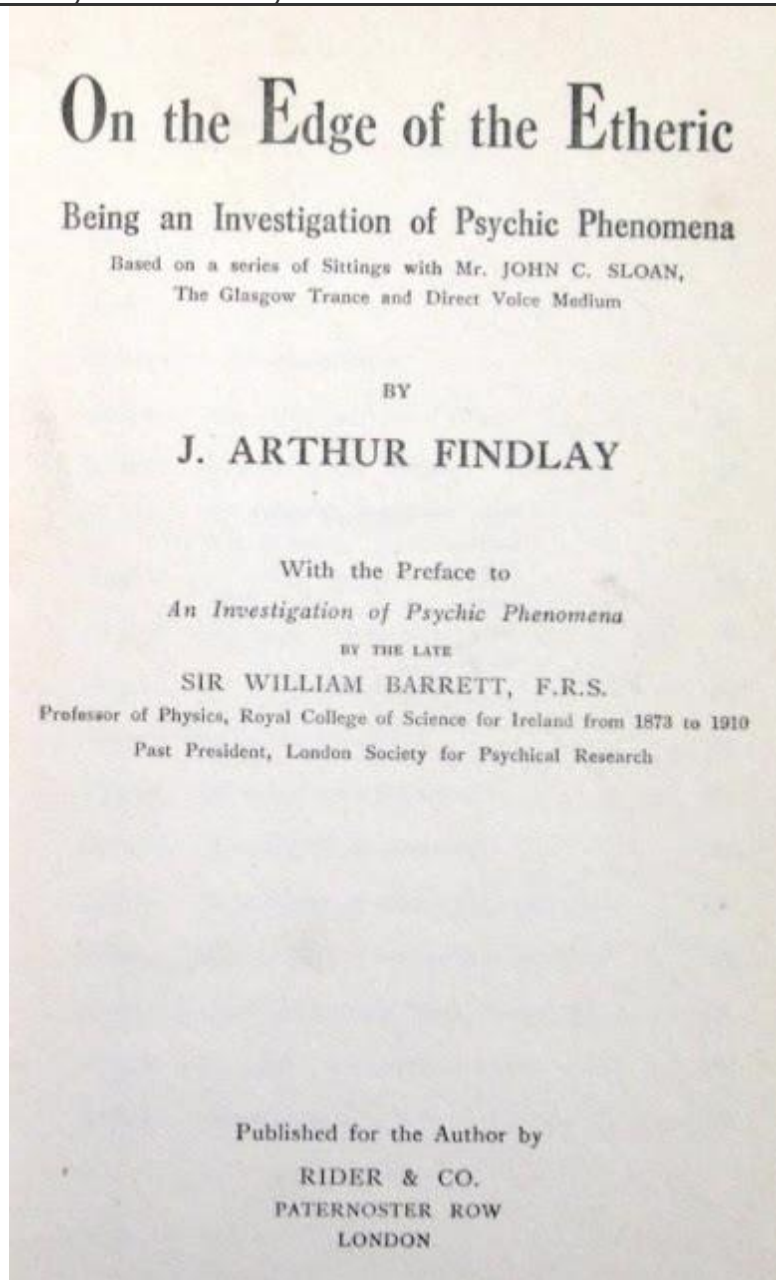 On the Edge of the Etheric
Being an Investigation of Psychic Phenomena
Based on a series of Sittings with Mr. JOHN C. SLOAN,
The Glasgow Trance and Direct Voice Medium
BY
J. ARTHUR FINDLAY
With the Preface to
An Investigation of Psychic Phenomena
BY THE LATE
SIR WILLIAM BARRETT, F.R.S.
Professor of Physics, Royal College of Science for Ireland from 1873 to 1910
Past President, London Society for Psychical Research
Published for the Author by
RIDER & CO.
PATERNOSTER ROW
LONDON